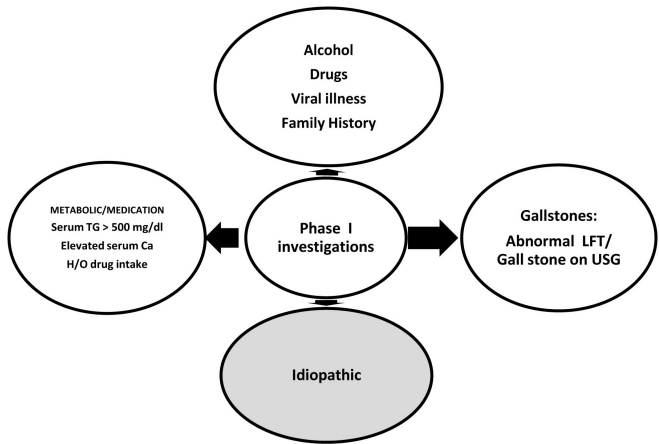 Alcohol
Drugs
Viral illness
Family History
METABOLIC/MEDICATION
Serum TG > 500 mg/dl
Elevated serum Ca
H/O drug intake
Phase I
investigations
Gallstones:
Abnormal LFT/
Gall stone on USG
Idiopathic